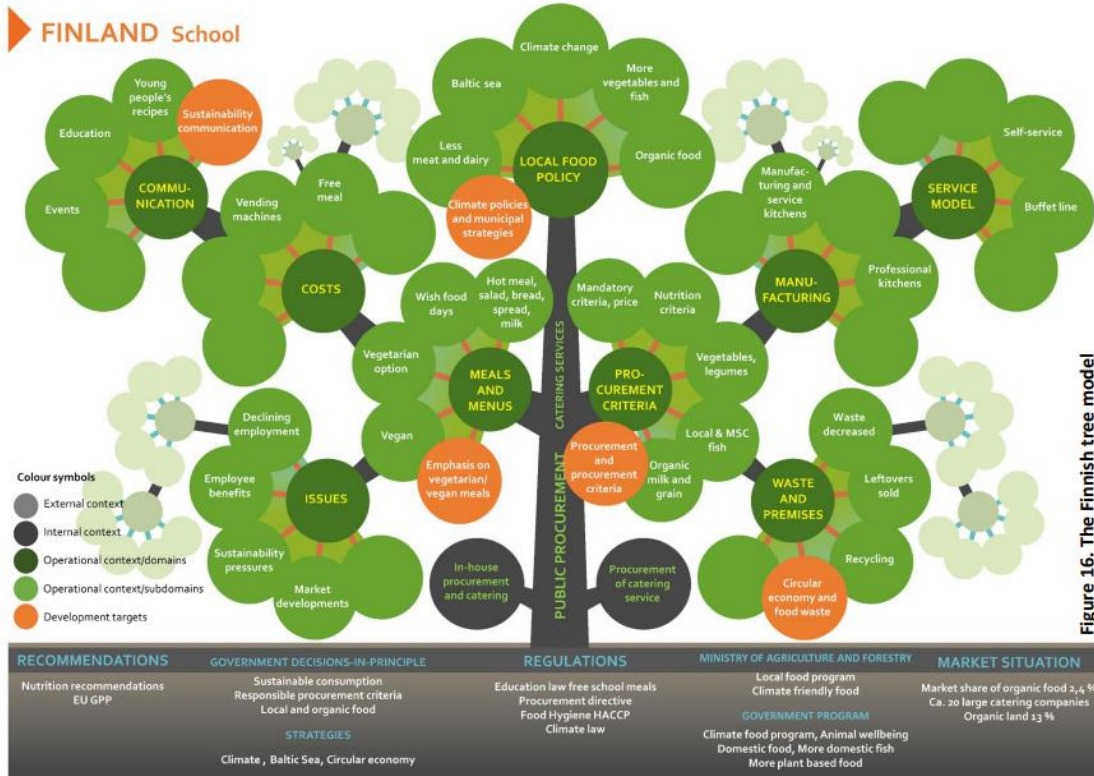 FINLAND School
Climate change
Baltic sea
More
vegetables and
fish
Less
meat and dairy
Organic food
LOCAL FOOD
POLICY
Climate policies
and municipal
strategies
Young
people's
recipes
Sustainability
communication
Education
Events
COMMU-
NICATION
Free
meal
Vending
machines
COSTS
Manufac-
turing and
service
kitchens
Professional
kitchens
MANU-
FACTURING
Self-service
Buffet line
SERVICE
MODEL
Wish food
days
Hot meal,
salad, bread,
spread,
milk
Vegetarian
option
Vegan
MEALS
AND
MENUS
Emphasis on
vegetarian/
vegan meals
Mandatory
criteria, price
Nutrition
criteria
Vegetables,
legumes
Local & MSC
fish
Organic
milk and
grain
PRO-
CUREMENT
CRITERIA
Procurement
and
procurement
criteria
Declining
employment
Employee
benefits
Sustainability
pressures
Market
developments
ISSUES
Waste
decreased
Leftovers
sold
Recycling
WASTE
AND
PREMISES
Circular
economy and
food waste
In-house
procurement
and catering
Procurement
of catering
service
PUBLIC PROCUREMENT
CATERING SERVICES
Colour symbols
External context
Internal context
Operational context/domains
Operational context/subdomains
Development targets
Figure 16. The Finnish tree model
RECOMMENDATIONS
Nutrition recommendations
EU GPP
GOVERNMENT DECISIONS-IN-PRINCIPLE
Sustainable consumption
Responsible procurement criteria
Local and organic food
STRATEGIES
Climate , Baltic Sea, Circular economy
REGULATIONS
Education law free school meals
Procurement directive
Food Hygiene HACCP
Climate law
MINISTRY OF AGRICULTURE AND FORESTRY
Local food program
Climate friendly food
GOVERNMENT PROGRAM
Climate food program, Animal wellbeing
Domestic food, More domestic fish
More plant based food
MARKET SITUATION
Market share of organic food 2,4 %
Ca. 20 large catering companies
Organic land 13 %